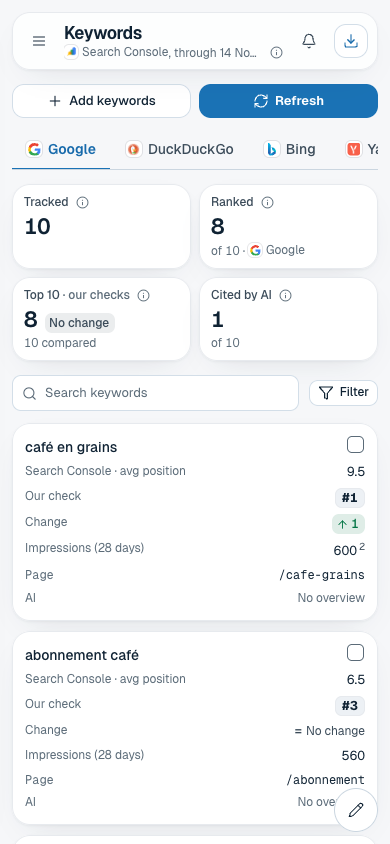 Keywords
Search Console, through 14 No...
Add keywords
Refresh
Google
DuckDuckGo
Bing
Tracked
10
Ranked
8
of 10 · Google
Top 10 · our checks
8 No change
10 compared
Cited by AI
1
of 10
Search keywords
Filter
café en grains
Search Console · avg position 9.5
Our check #1
Change ↑ 1
Impressions (28 days) 600 2
Page /cafe-grains
AI No overview
abonnement café
Search Console · avg position 6.5
Our check #3
Change = No change
Impressions (28 days) 560
Page /abonnement
AI No